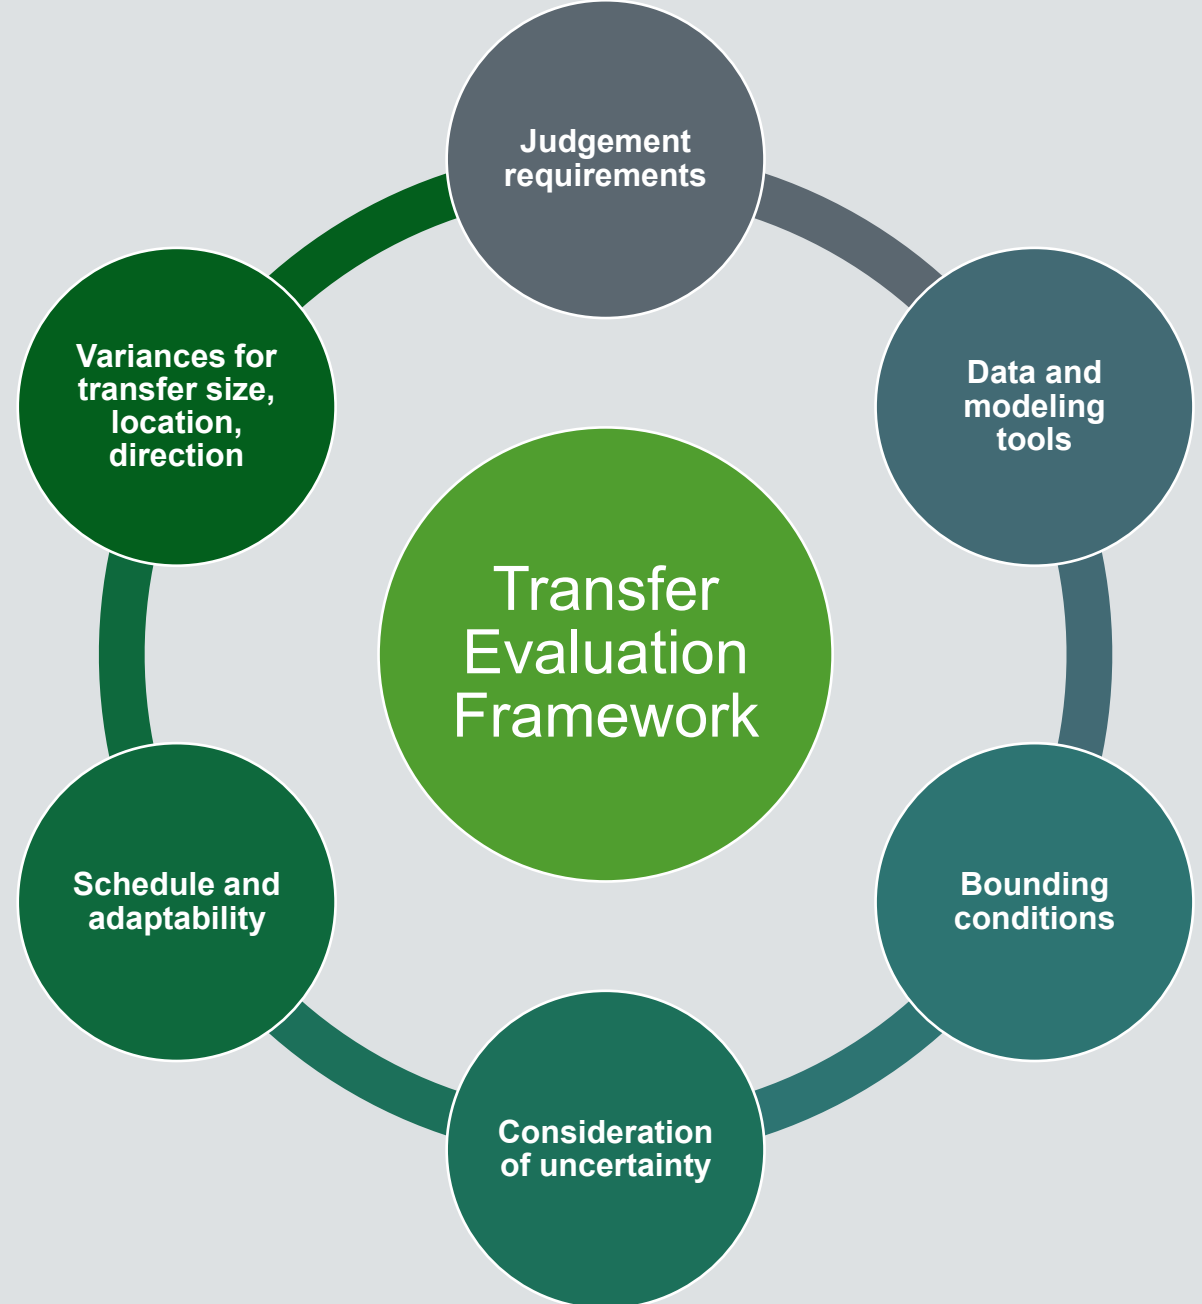 Judgement
requirements
Data and
modeling
tools
Bounding
conditions
Consideration
of uncertainty
Schedule and
adaptability
Variances for
transfer size,
location,
direction
Transfer
Evaluation
Framework